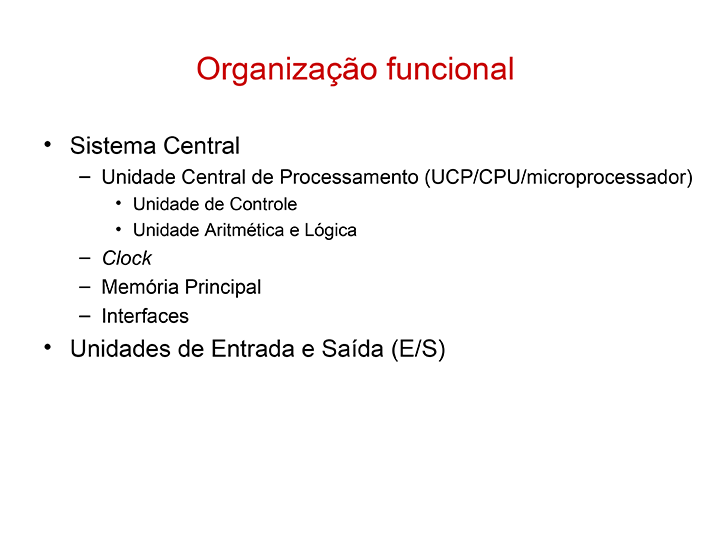 Organização funcional
• Sistema Central
– Unidade Central de Processamento (UCP/CPU/microprocessador)
• Unidade de Controle
• Unidade Aritmética e Lógica
– Clock
– Memória Principal
– Interfaces
• Unidades de Entrada e Saída (E/S)